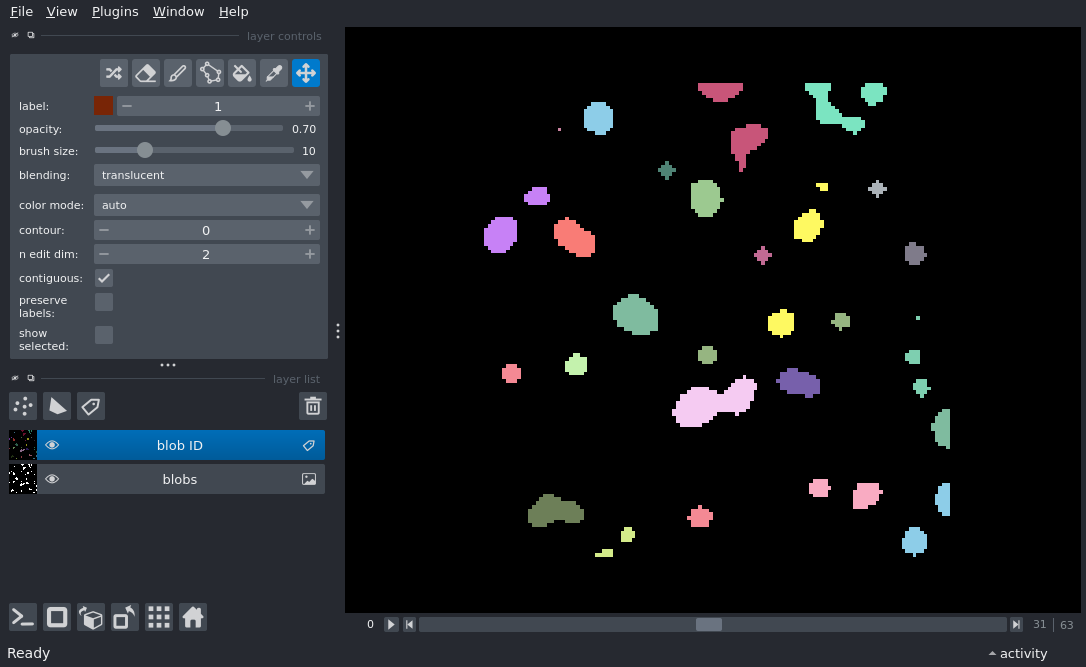 File View Plugins Window Help
layer controls
label: 1
opacity: 0.70
brush size: 10
blending: translucent
color mode: auto
contour: 0
n edit dim: 2
contiguous:
preserve
labels:
show
selected:
layer list
blob ID
blobs
0 31 63
Ready activity